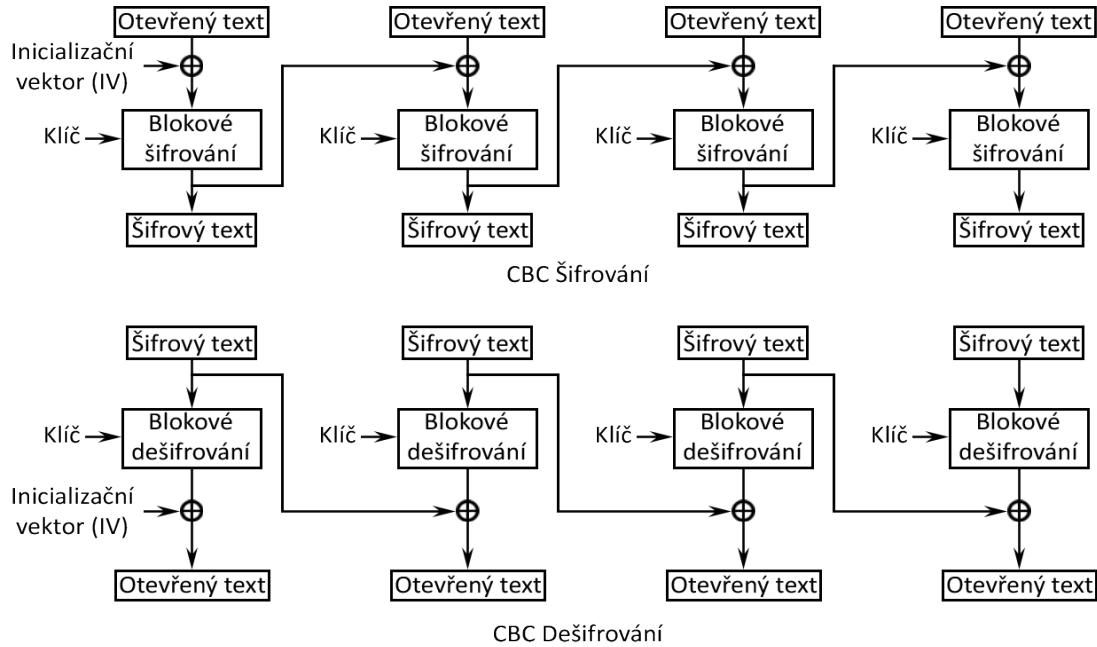 Otevřený text
Otevřený text
Otevřený text
Otevřený text
Inicializační
vektor (IV)
Klíč
Blokové
šifrování
Klíč
Blokové
šifrování
Klíč
Blokové
šifrování
Klíč
Blokové
šifrování
Šifrový text
Šifrový text
Šifrový text
Šifrový text
CBC Šifrování
Šifrový text
Šifrový text
Šifrový text
Šifrový text
Klíč
Blokové
dešifrování
Klíč
Blokové
dešifrování
Klíč
Blokové
dešifrování
Klíč
Blokové
dešifrování
Inicializační
vektor (IV)
Otevřený text
Otevřený text
Otevřený text
Otevřený text
CBC Dešifrování